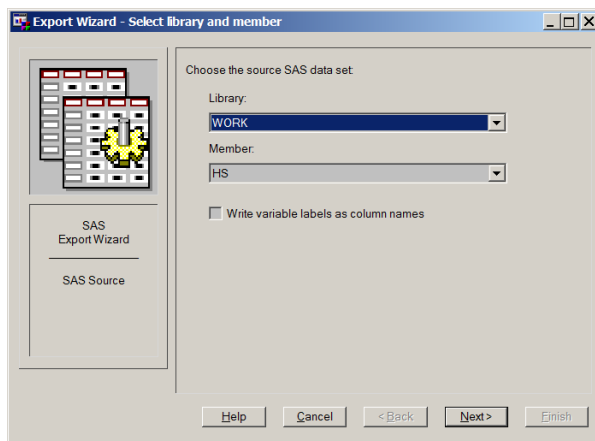 Export Wizard - Select library and member
Choose the source SAS data set:
Library:
WORK
Member:
HS
Write variable labels as column names
SAS
Export Wizard
SAS Source
Help
Cancel
< Back
Next >
Finish